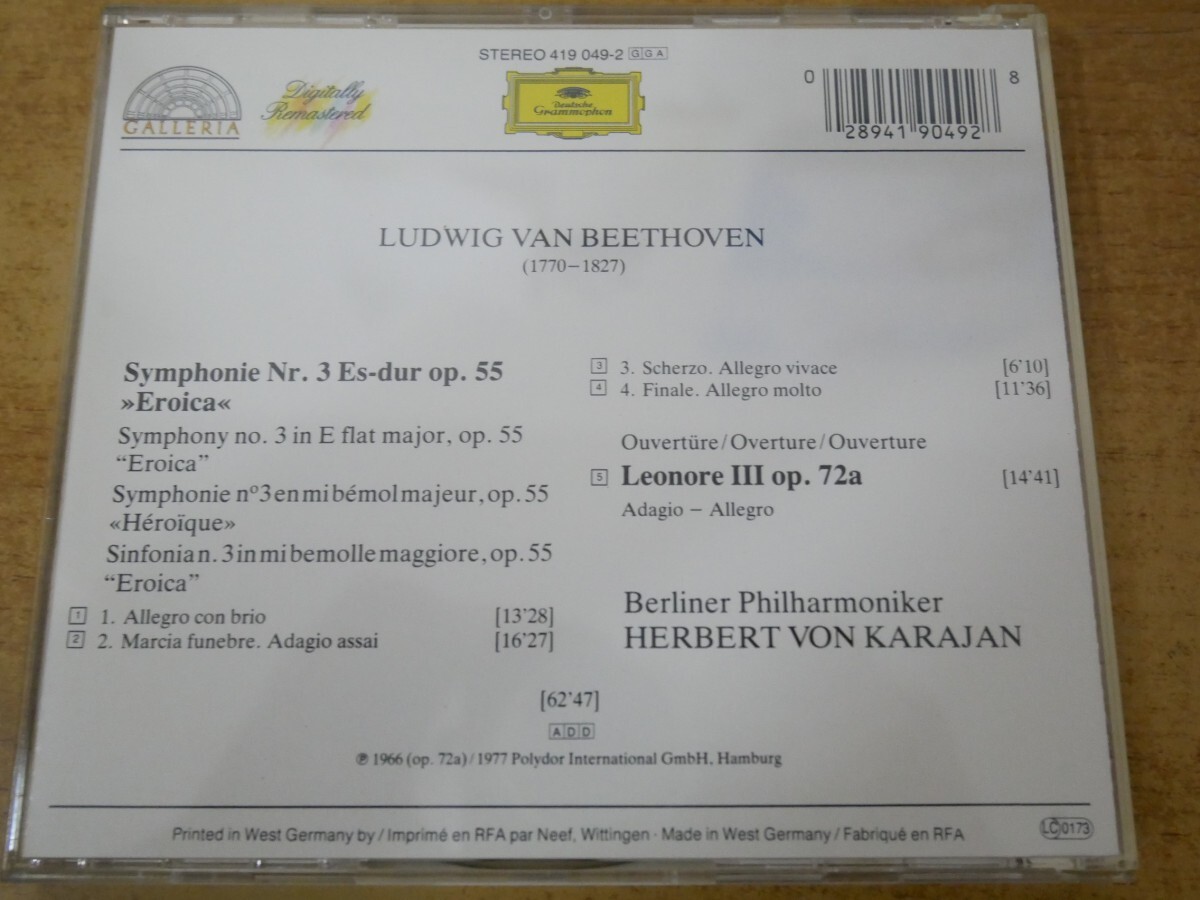 STEREO 419 049-2 GGA
GALLERIA
Digitally
Remastered
Deutsche
Grammophon
0 28941 90492 8
LUDWIG VAN BEETHOVEN
(1770–1827)
Symphonie Nr. 3 Es-dur op. 55
»Eroica«
Symphony no. 3 in E flat major, op. 55
“Eroica”
Symphonie nº 3 en mi bémol majeur, op. 55
«Héroïque»
Sinfonia n. 3 in mi bemolle maggiore, op. 55
“Eroica”
1 1. Allegro con brio [13'28]
2 2. Marcia funebre. Adagio assai [16'27]
3 3. Scherzo. Allegro vivace [6'10]
4 4. Finale. Allegro molto [11'36]
Ouvertüre/Overture/Ouverture
5 Leonore III op. 72a [14'41]
Adagio – Allegro
Berliner Philharmoniker
HERBERT VON KARAJAN
[62'47]
ADD
℗ 1966 (op. 72a) / 1977 Polydor International GmbH, Hamburg
Printed in West Germany by / Imprimé en RFA par Neef, Wittingen · Made in West Germany / Fabriqué en RFA
LC 0173